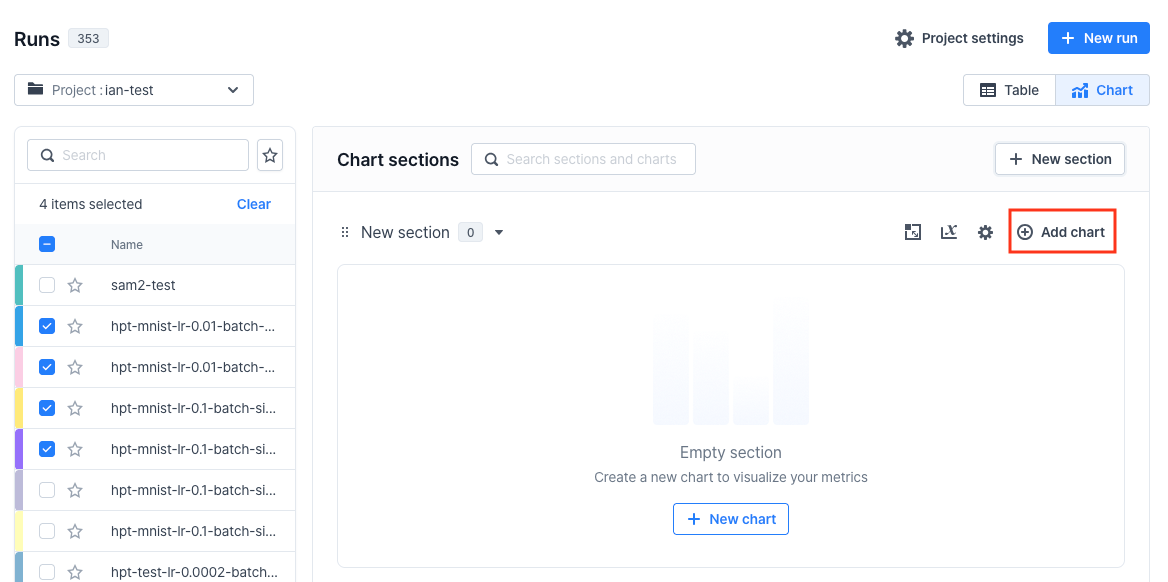 Runs 353
Project settings
New run
Project : ian-test
Table
Chart
Search
4 items selected
Clear
Name
sam2-test
hpt-mnist-lr-0.01-batch-...
hpt-mnist-lr-0.01-batch-...
hpt-mnist-lr-0.1-batch-si...
hpt-mnist-lr-0.1-batch-si...
hpt-mnist-lr-0.1-batch-si...
hpt-mnist-lr-0.1-batch-si...
hpt-test-lr-0.0002-batch...
Chart sections
Search sections and charts
New section
New section 0
Add chart
Empty section
Create a new chart to visualize your metrics
New chart